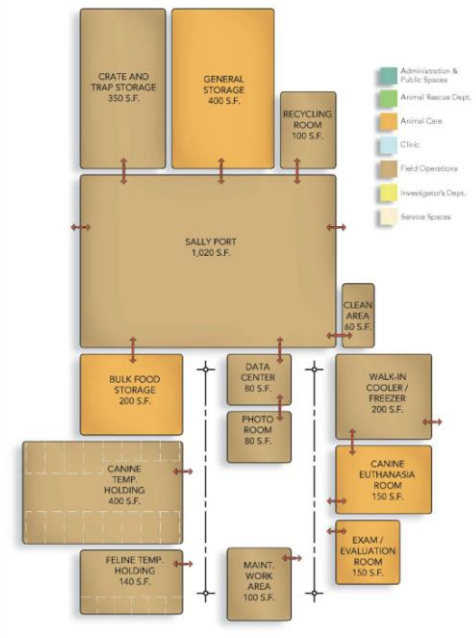 CRATE AND
TRAP STORAGE
350 S.F.
GENERAL
STORAGE
400 S.F.
RECYCLING
ROOM
100 S.F.
Administration &
Public Spaces
Animal Rescue Dept.
Animal Care
Clinic
Field Operations
Investigator's Dept.
Service Spaces
SALLY PORT
1,020 S.F.
CLEAN
AREA
60 S.F.
BULK FOOD
STORAGE
200 S.F.
DATA
CENTER
80 S.F.
WALK-IN
COOLER /
FREEZER
200 S.F.
PHOTO
ROOM
80 S.F.
CANINE
TEMP.
HOLDING
400 S.F.
CANINE
EUTHANASIA
ROOM
150 S.F.
EXAM /
EVALUATION
ROOM
150 S.F.
FELINE TEMP.
HOLDING
140 S.F.
MAINT.
WORK
AREA
100 S.F.